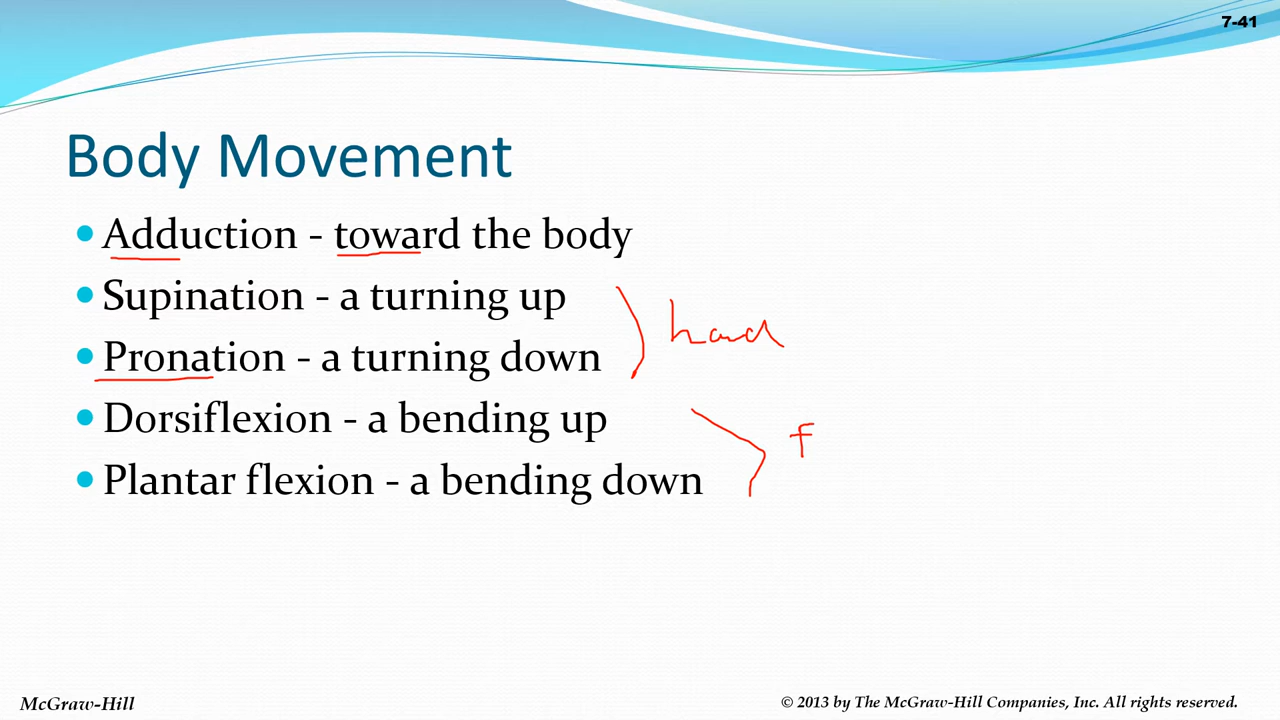 7-41
Body Movement
• Adduction - toward the body
• Supination - a turning up
• Pronation - a turning down
hand
• Dorsiflexion - a bending up
f
• Plantar flexion - a bending down
McGraw-Hill
© 2013 by The McGraw-Hill Companies, Inc. All rights reserved.